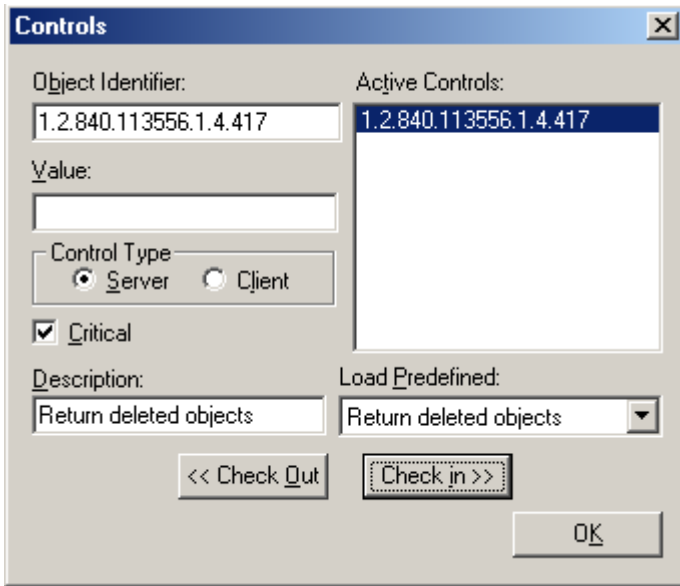 Controls
Object Identifier:
1.2.840.113556.1.4.417
Value:
Control Type
Server
Client
Critical
Description:
Return deleted objects
Active Controls:
1.2.840.113556.1.4.417
Load Predefined:
Return deleted objects
<< Check Out
Check in >>
OK